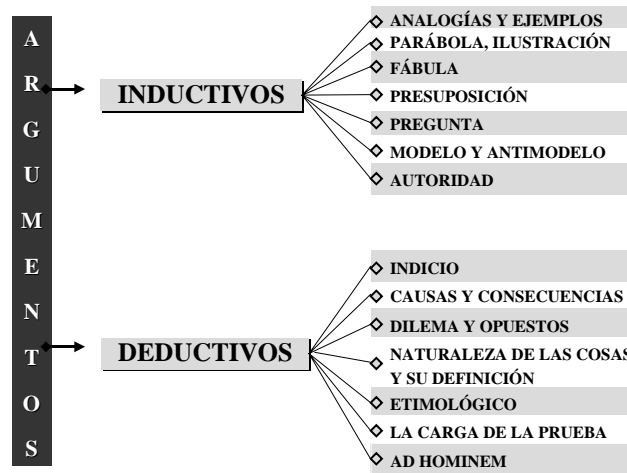 ARGUMENTOS
INDUCTIVOS
ANALOGÍAS Y EJEMPLOS
PARÁBOLA, ILUSTRACIÓN
FÁBULA
PRESUPOSICIÓN
PREGUNTA
MODELO Y ANTIMODELO
AUTORIDAD
DEDUCTIVOS
INDICIO
CAUSAS Y CONSECUENCIAS
DILEMA Y OPUESTOS
NATURALEZA DE LAS COSAS
Y SU DEFINICIÓN
ETIMOLÓGICO
LA CARGA DE LA PRUEBA
AD HOMINEM